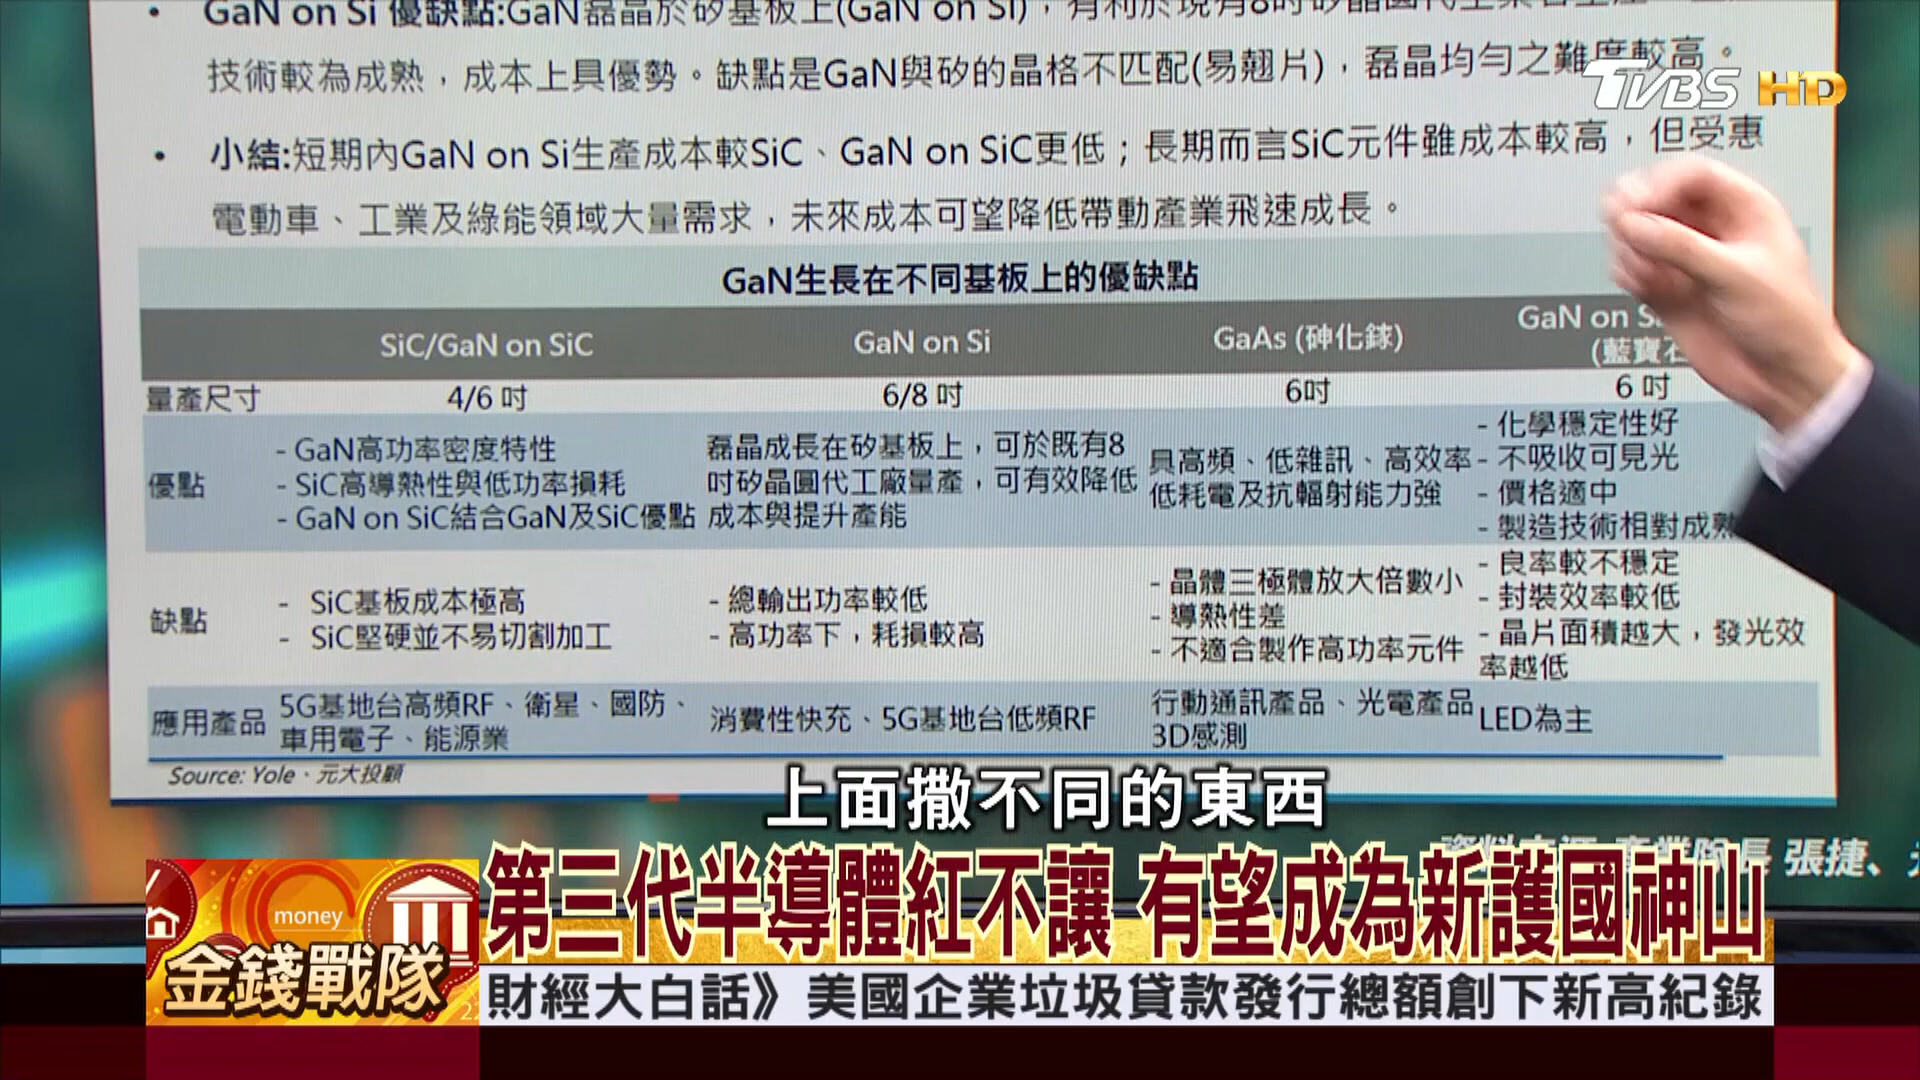 GaN on Si 優缺點:GaN磊晶於矽基板上(GaN on Si)，有利於現有8吋矽晶圓代工業者生產
技術較為成熟，成本上具優勢。缺點是GaN與矽的晶格不匹配(易翹片)，磊晶均勻之難度較高。
TVBS HD
小結:短期內GaN on Si生產成本較SiC、GaN on SiC更低；長期而言SiC元件雖成本較高，但受惠
電動車、工業及綠能領域大量需求，未來成本可望降低帶動產業飛速成長。
GaN生長在不同基板上的優缺點
SiC/GaN on SiC GaN on Si GaAs (砷化鎵) GaN on
(藍寶石
量產尺寸 4/6 吋 6/8 吋 6吋 6 吋
優點
- GaN高功率密度特性
- SiC高導熱性與低功率損耗
- GaN on SiC結合GaN及SiC優點
磊晶成長在矽基板上，可於既有8
吋矽晶圓代工廠量產，可有效降低
成本與提升產能
具高頻、低雜訊、高效率
低耗電及抗輻射能力強
- 化學穩定性好
- 不吸收可見光
- 價格適中
- 製造技術相對成熟
缺點
- SiC基板成本極高
- SiC堅硬並不易切割加工
- 總輸出功率較低
- 高功率下，耗損較高
- 晶體三極體放大倍數小
- 導熱性差
- 不適合製作高功率元件
- 良率較不穩定
- 封裝效率較低
- 晶片面積越大，發光效
率越低
應用產品
5G基地台高頻RF、衛星、國防、
車用電子、能源業
消費性快充、5G基地台低頻RF
行動通訊產品、光電產品
3D感測
LED為主
Source: Yole、元大投顧
上面撒不同的東西
張捷、
money
金錢戰隊
第三代半導體紅不讓 有望成為新護國神山
財經大白話》美國企業垃圾貸款發行總額創下新高紀錄